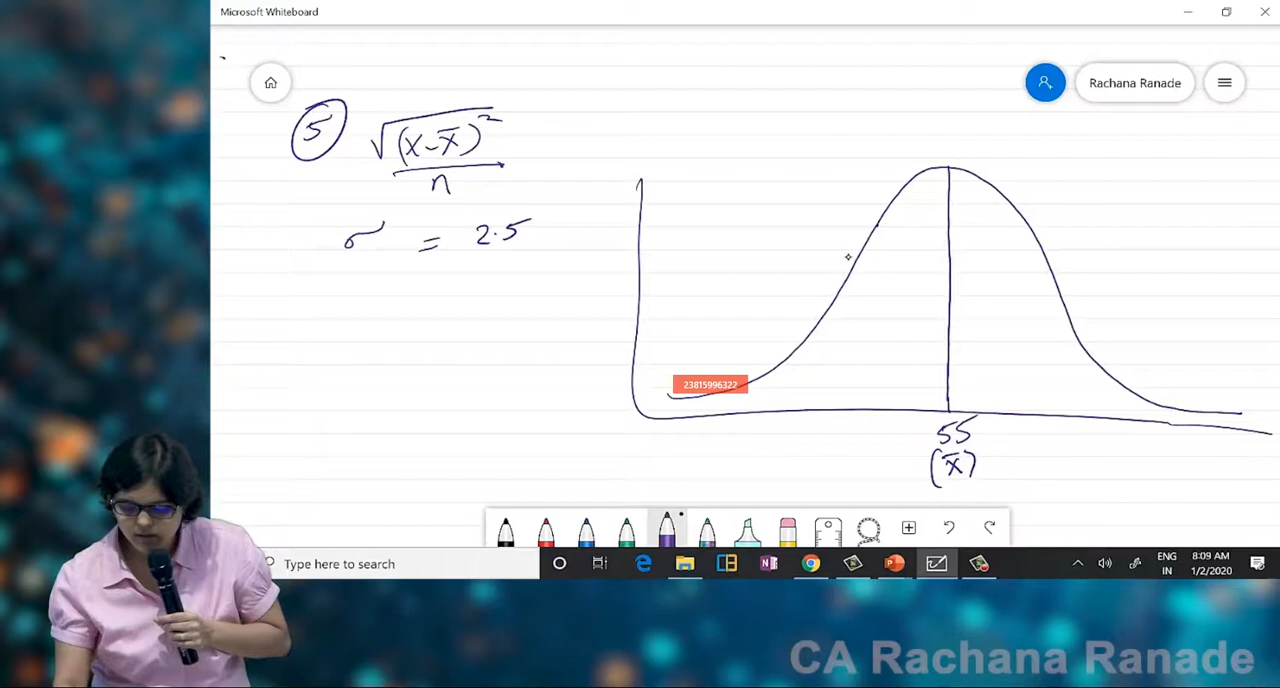 Microsoft Whiteboard
Rachana Ranade
5 √(x-x̄)²
n
σ = 2.5
23815996322
55
(x̄)
Type here to search
ENG
IN
8:09 AM
1/2/2020
CA Rachana Ranade